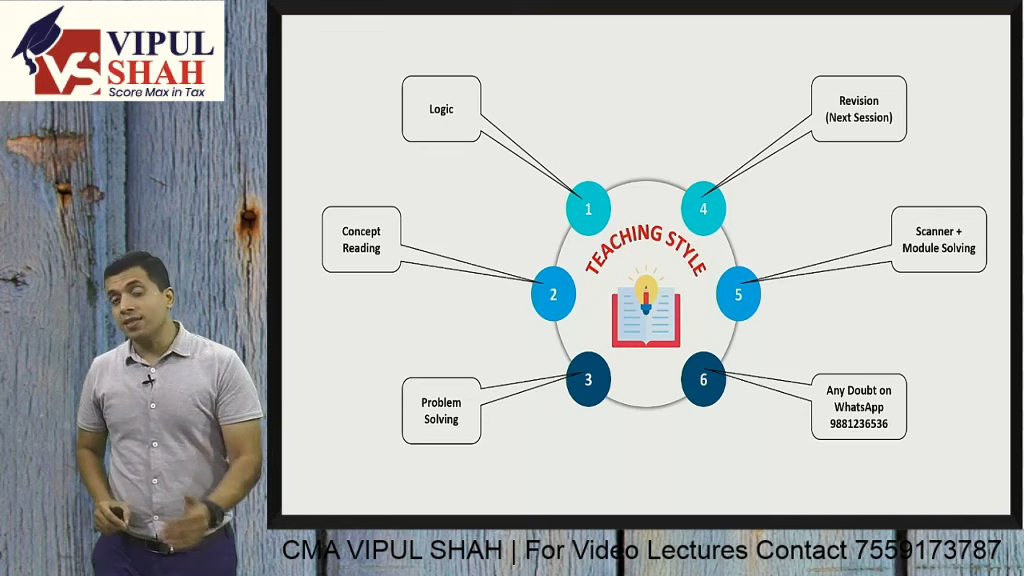 VIPUL
SHAH
Score Max in Tax
VS
Logic
Concept
Reading
Problem
Solving
Revision
(Next Session)
Scanner +
Module Solving
Any Doubt on
WhatsApp
9881236536
1
2
3
4
5
6
TEACHING STYLE
CMA VIPUL SHAH | For Video Lectures Contact 7559173787